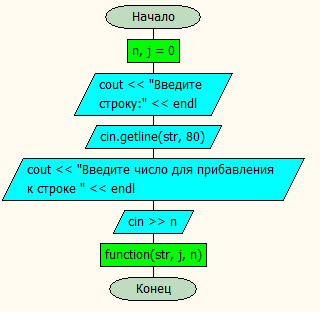 Начало
n, j = 0
cout << "Введите
строку:" << endl
cin.getline(str, 80)
cout << "Введите число для прибавления
к строке " << endl
cin >> n
function(str, j, n)
Конец